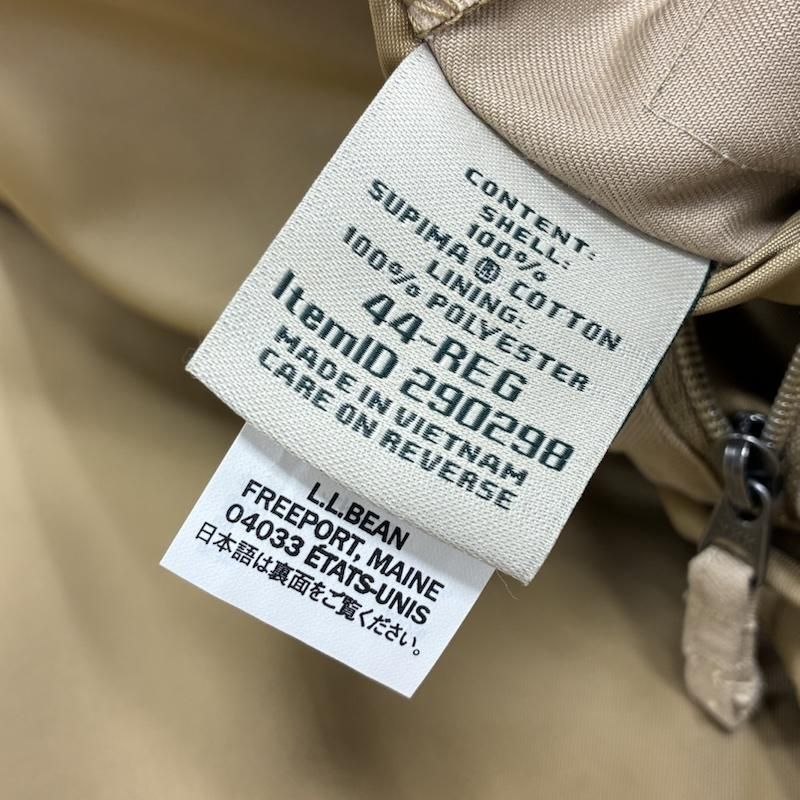 CONTENT:
SHELL:
100%
SUPIMA ® COTTON
LINING:
100% POLYESTER
44-REG
ItemID 290298
MADE IN VIETNAM
CARE ON REVERSE
L.L.BEAN
FREEPORT, MAINE
04033 ÉTATS-UNIS
日本語は裏面をご覧ください。